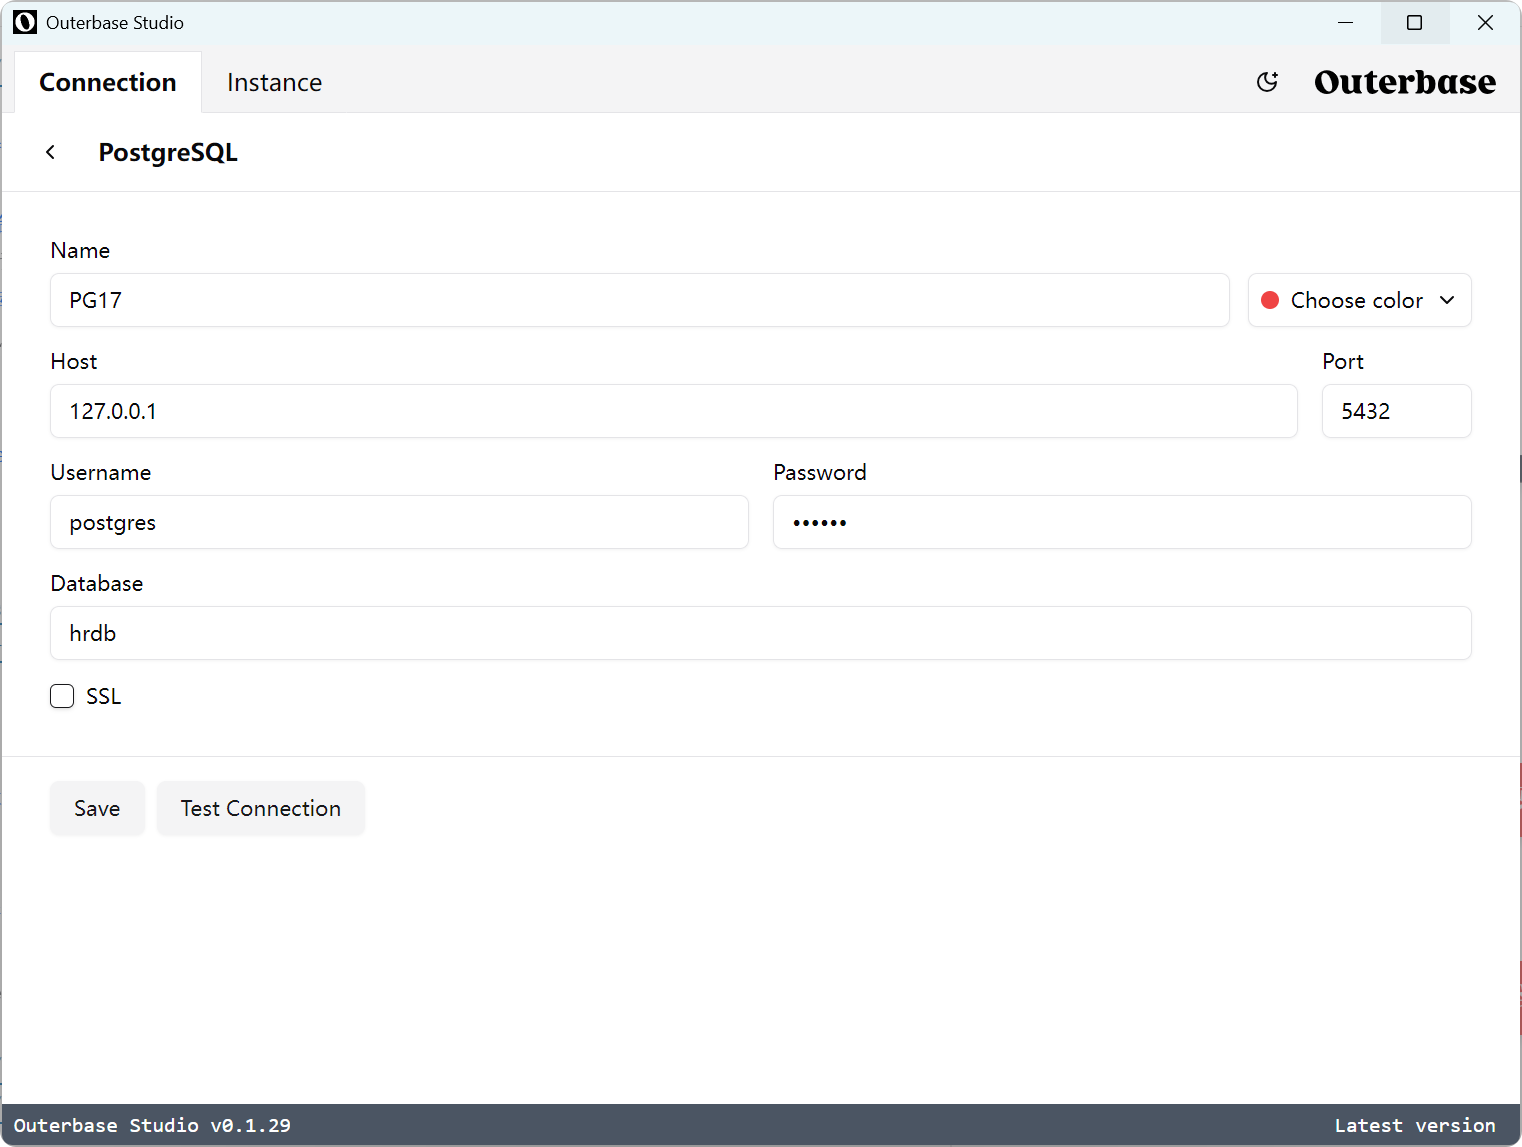 Outerbase Studio
Connection Instance Outerbase
PostgreSQL
Name
PG17 Choose color
Host Port
127.0.0.1 5432
Username Password
postgres ••••••
Database
hrdb
SSL
Save Test Connection
Outerbase Studio v0.1.29 Latest version